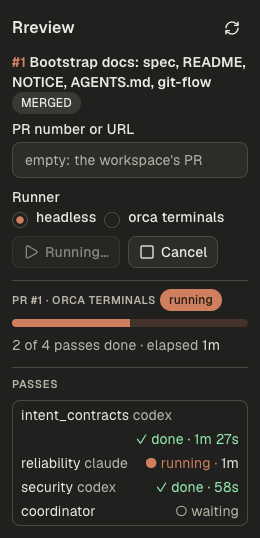 Rreview
#1 Bootstrap docs: spec, README,
NOTICE, AGENTS.md, git-flow
MERGED
PR number or URL
empty: the workspace's PR
Runner
headless orca terminals
Running… Cancel
PR #1 · ORCA TERMINALS running
2 of 4 passes done · elapsed 1m
PASSES
intent_contracts codex
✓ done · 1m 27s
reliability claude running · 1m
security codex ✓ done · 58s
coordinator waiting